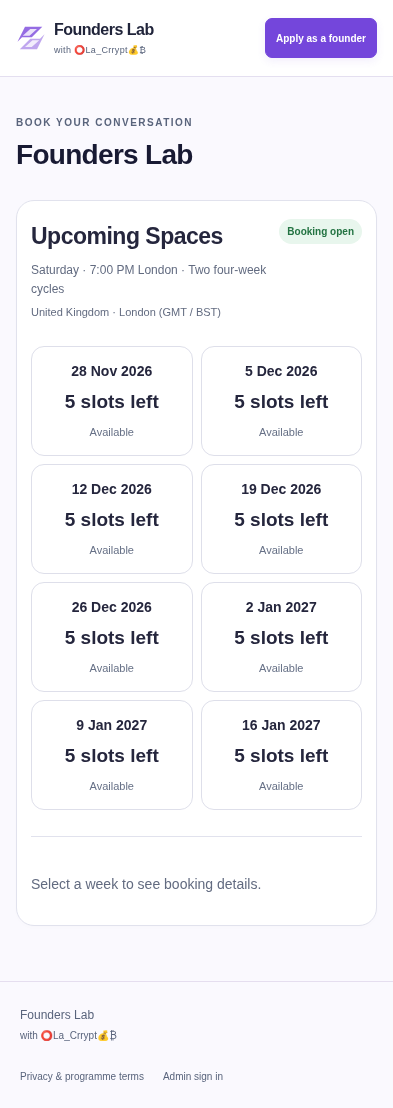 Founders Lab
with ⭕La_Crrypt💰₿
Apply as a founder
BOOK YOUR CONVERSATION
Founders Lab
Upcoming Spaces
Booking open
Saturday · 7:00 PM London · Two four-week
cycles
United Kingdom · London (GMT / BST)
28 Nov 2026
5 slots left
Available
5 Dec 2026
5 slots left
Available
12 Dec 2026
5 slots left
Available
19 Dec 2026
5 slots left
Available
26 Dec 2026
5 slots left
Available
2 Jan 2027
5 slots left
Available
9 Jan 2027
5 slots left
Available
16 Jan 2027
5 slots left
Available
Select a week to see booking details.
Founders Lab
with ⭕La_Crrypt💰₿
Privacy & programme terms
Admin sign in